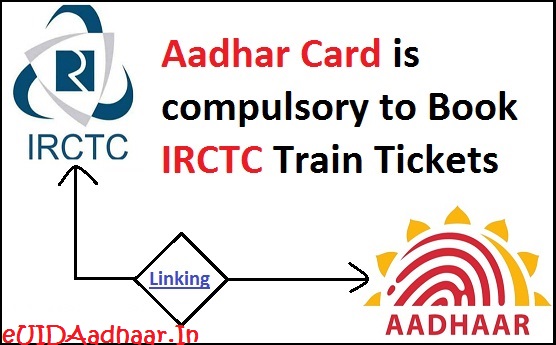 Aadhar Card is
compulsory to Book
IRCTC Train Tickets
IRCTC
Linking
AADHAAR
eUIDAadhaar.In